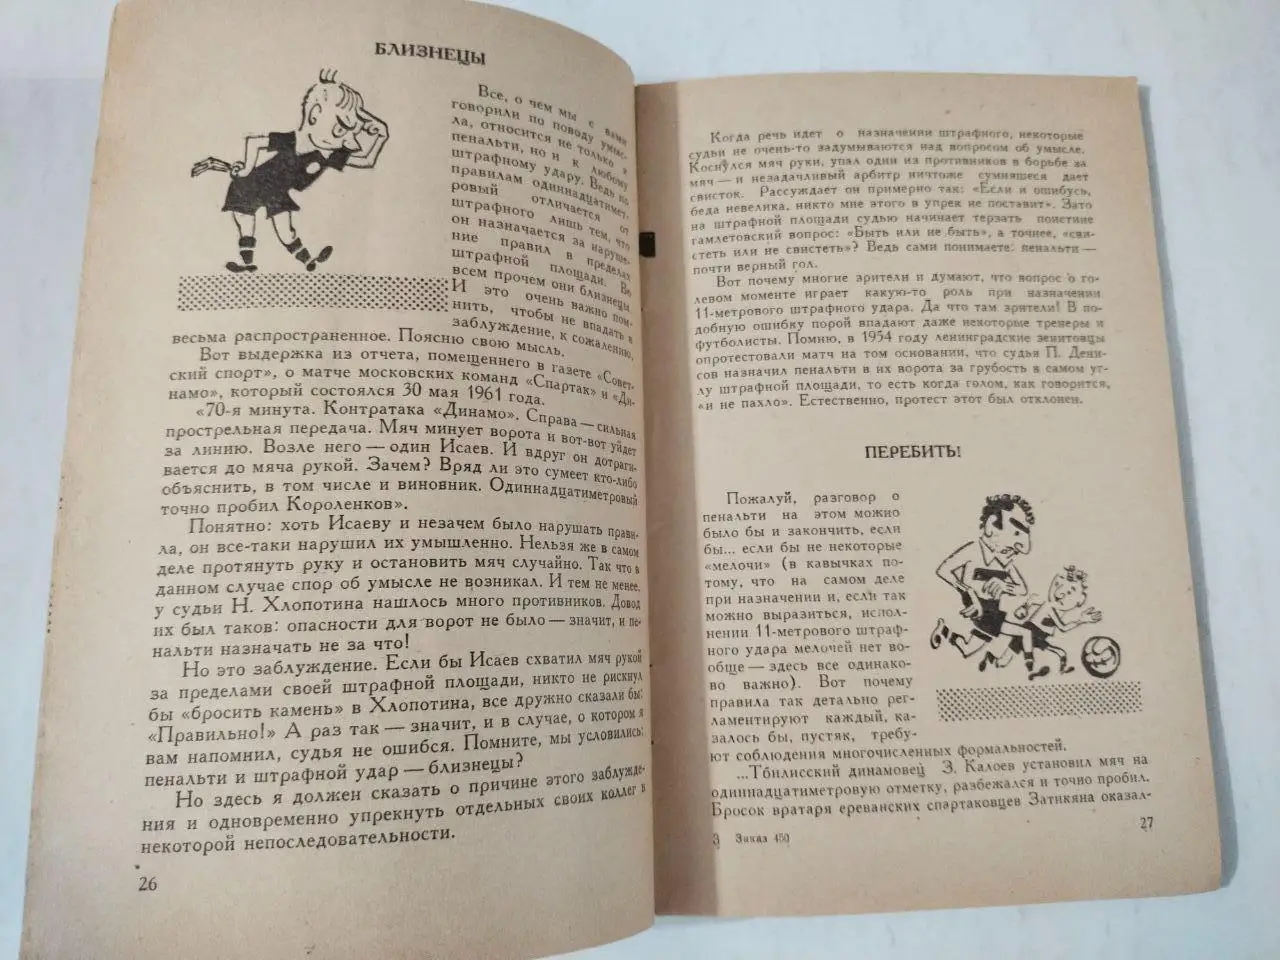 БЛИЗНЕЦЫ
Все, о чем мы с вами
говорили по поводу умыс-
ла, относится не только к
пенальти, но и к любому
штрафному удару. Ведь по
правилам одиннадцатимет-
ровый отличается от
штрафного лишь тем, что
он назначается за наруше-
ние правил в пределах
штрафной площади. Во
всем прочем они близнецы.
И это очень важно пом-
нить, чтобы не впадать в
заблуждение, к сожалению,
весьма распространенное. Поясню свою мысль.
Вот выдержка из отчета, помещенного в газете «Совет-
ский спорт», о матче московских команд «Спартак» и «Ди-
намо», который состоялся 30 мая 1961 года.
«70-я минута. Контратака «Динамо». Справа — сильная
прострельная передача. Мяч минует ворота и вот-вот уйдет
за линию. Возле него — один Исаев. И вдруг он дотраги-
вается до мяча рукой. Зачем? Вряд ли это сумеет кто-либо
объяснить, в том числе и виновник. Одиннадцатиметровый
точно пробил Короленков».
Понятно: хоть Исаеву и незачем было нарушать прави-
ла, он все-таки нарушил их умышленно. Нельзя же в самом
деле протянуть руку и остановить мяч случайно. Так что в
данном случае спор об умысле не возникал. И тем не менее,
у судьи Н. Хлопотина нашлось много противников. Довод
их был таков: опасности для ворот не было — значит, и пе-
нальти назначать не за что!
Но это заблуждение. Если бы Исаев схватил мяч рукой
за пределами своей штрафной площади, никто не рискнул
бы «бросить камень» в Хлопотина, все дружно сказали бы:
«Правильно!» А раз так — значит, и в случае, о котором я
вам напомнил, судья не ошибся. Помните, мы условились:
пенальти и штрафной удар — близнецы?
Но здесь я должен сказать о причине этого заблужде-
ния и одновременно упрекнуть отдельных своих коллег в
некоторой непоследовательности.
26
Когда речь идет о назначении штрафного, некоторые
судьи не очень-то задумываются над вопросом об умысле.
Коснулся мяч руки, упал один из противников в борьбе за
мяч — и незадачливый арбитр ничтоже сумняшеся дает
свисток. Рассуждает он примерно так: «Если и ошибусь,
беда невелика, никто мне этого в упрек не поставит». Зато
на штрафной площади судью начинает терзать поистине
гамлетовский вопрос: «Быть или не быть», а точнее, «сви-
стеть или не свистеть»? Ведь сами понимаете: пенальти —
почти верный гол.
Вот почему многие зрители и думают, что вопрос о го-
левом моменте играет какую-то роль при назначении
11-метрового штрафного удара. Да что там зрители! В по-
добную ошибку порой впадают даже некоторые тренеры и
футболисты. Помню, в 1954 году ленинградские зенитовцы
опротестовали матч на том основании, что судья П. Дени-
сов назначил пенальти в их ворота за грубость в самом уг-
лу штрафной площади, то есть когда голом, как говорится,
«и не пахло». Естественно, протест этот был отклонен.
ПЕРЕБИТЬ!
Пожалуй, разговор о
пенальти на этом можно
было бы и закончить, если
бы... если бы не некоторые
«мелочи» (в кавычках по-
тому, что на самом деле
при назначении и, если так
можно выразиться, испол-
нении 11-метрового штраф-
ного удара мелочей нет во-
обще — здесь все одинако-
во важно). Вот почему
правила так детально рег-
ламентируют каждый, ка-
залось бы, пустяк, требу-
ют соблюдения многочисленных формальностей.
...Тбилисский динамовец З. Калоев установил мяч на
одиннадцатиметровую отметку, разбежался и точно пробил.
Бросок вратаря ереванских спартаковцев Затикяна оказал-
3 Заказ 450
27